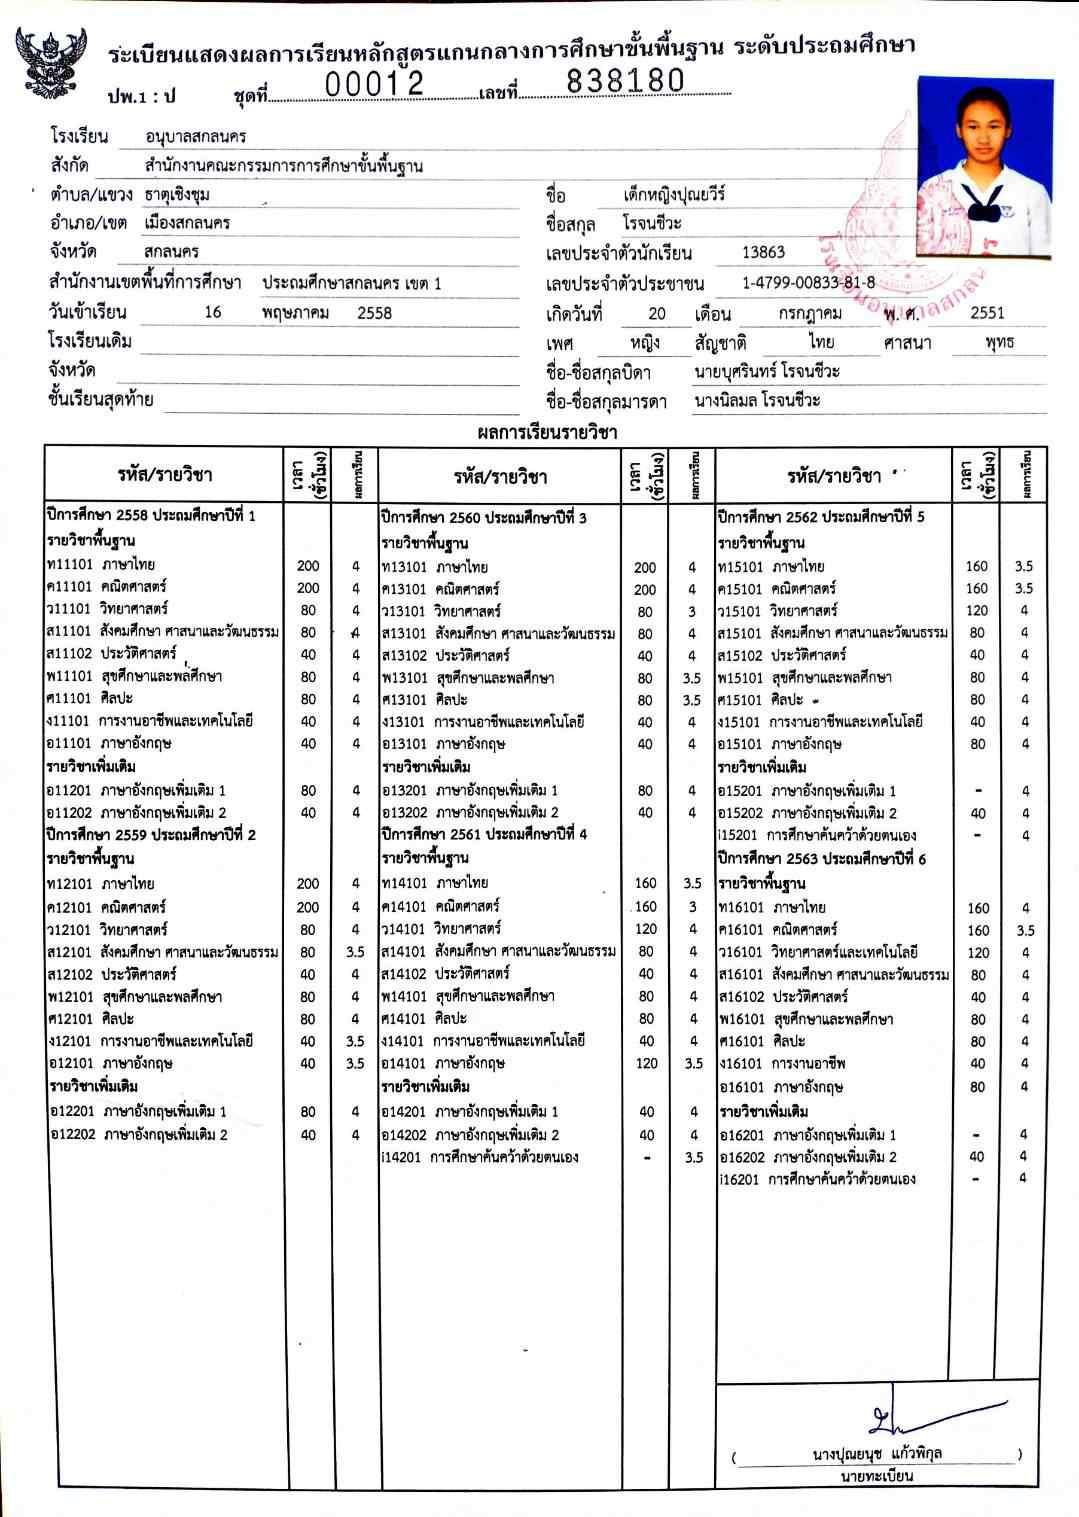 ระเบียนแสดงผลการเรียนหลักสูตรแกนกลางการศึกษาขั้นพื้นฐาน ระดับประถมศึกษา
ปพ.1 : ป ชุดที่ 00012 เลขที่ 838180
โรงเรียน อนุบาลสกลนคร
สังกัด สำนักงานคณะกรรมการการศึกษาขั้นพื้นฐาน
ตำบล/แขวง ธาตุเชิงชุม
อำเภอ/เขต เมืองสกลนคร
จังหวัด สกลนคร
สำนักงานเขตพื้นที่การศึกษา ประถมศึกษาสกลนคร เขต 1
วันเข้าเรียน 16 พฤษภาคม 2558
โรงเรียนเดิม
จังหวัด
ชั้นเรียนสุดท้าย
ชื่อ เด็กหญิงปุณยวีร์
ชื่อสกุล โรจนชีวะ
เลขประจำตัวนักเรียน 13863
เลขประจำตัวประชาชน 1-4799-00833-81-8
เกิดวันที่ 20 เดือน กรกฎาคม พ.ศ. 2551
เพศ หญิง สัญชาติ ไทย ศาสนา พุทธ
ชื่อ-ชื่อสกุลบิดา นายบุศรินทร์ โรจนชีวะ
ชื่อ-ชื่อสกุลมารดา นางนิลมล โรจนชีวะ
โรงเรียนอนุบาลสกลนคร
ผลการเรียนรายวิชา
รหัส/รายวิชา เวลา (ชั่วโมง) ผลการเรียน
ปีการศึกษา 2558 ประถมศึกษาปีที่ 1
รายวิชาพื้นฐาน
ท11101 ภาษาไทย 200 4
ค11101 คณิตศาสตร์ 200 4
ว11101 วิทยาศาสตร์ 80 4
ส11101 สังคมศึกษา ศาสนาและวัฒนธรรม 80 4
ส11102 ประวัติศาสตร์ 40 4
พ11101 สุขศึกษาและพลศึกษา 80 4
ศ11101 ศิลปะ 80 4
ง11101 การงานอาชีพและเทคโนโลยี 40 4
อ11101 ภาษาอังกฤษ 40 4
รายวิชาเพิ่มเติม
อ11201 ภาษาอังกฤษเพิ่มเติม 1 80 4
อ11202 ภาษาอังกฤษเพิ่มเติม 2 40 4
ปีการศึกษา 2559 ประถมศึกษาปีที่ 2
รายวิชาพื้นฐาน
ท12101 ภาษาไทย 200 4
ค12101 คณิตศาสตร์ 200 4
ว12101 วิทยาศาสตร์ 80 4
ส12101 สังคมศึกษา ศาสนาและวัฒนธรรม 80 3.5
ส12102 ประวัติศาสตร์ 40 4
พ12101 สุขศึกษาและพลศึกษา 80 4
ศ12101 ศิลปะ 80 4
ง12101 การงานอาชีพและเทคโนโลยี 40 3.5
อ12101 ภาษาอังกฤษ 40 3.5
รายวิชาเพิ่มเติม
อ12201 ภาษาอังกฤษเพิ่มเติม 1 80 4
อ12202 ภาษาอังกฤษเพิ่มเติม 2 40 4
รหัส/รายวิชา เวลา (ชั่วโมง) ผลการเรียน
ปีการศึกษา 2560 ประถมศึกษาปีที่ 3
รายวิชาพื้นฐาน
ท13101 ภาษาไทย 200 4
ค13101 คณิตศาสตร์ 200 4
ว13101 วิทยาศาสตร์ 80 3
ส13101 สังคมศึกษา ศาสนาและวัฒนธรรม 80 4
ส13102 ประวัติศาสตร์ 40 4
พ13101 สุขศึกษาและพลศึกษา 80 3.5
ศ13101 ศิลปะ 80 3.5
ง13101 การงานอาชีพและเทคโนโลยี 40 4
อ13101 ภาษาอังกฤษ 40 4
รายวิชาเพิ่มเติม
อ13201 ภาษาอังกฤษเพิ่มเติม 1 80 4
อ13202 ภาษาอังกฤษเพิ่มเติม 2 40 4
ปีการศึกษา 2561 ประถมศึกษาปีที่ 4
รายวิชาพื้นฐาน
ท14101 ภาษาไทย 160 3.5
ค14101 คณิตศาสตร์ 160 3
ว14101 วิทยาศาสตร์ 120 4
ส14101 สังคมศึกษา ศาสนาและวัฒนธรรม 80 4
ส14102 ประวัติศาสตร์ 40 4
พ14101 สุขศึกษาและพลศึกษา 80 4
ศ14101 ศิลปะ 80 4
ง14101 การงานอาชีพและเทคโนโลยี 40 4
อ14101 ภาษาอังกฤษ 120 3.5
รายวิชาเพิ่มเติม
อ14201 ภาษาอังกฤษเพิ่มเติม 1 40 4
อ14202 ภาษาอังกฤษเพิ่มเติม 2 40 4
I14201 การศึกษาค้นคว้าด้วยตนเอง - 3.5
รหัส/รายวิชา เวลา (ชั่วโมง) ผลการเรียน
ปีการศึกษา 2562 ประถมศึกษาปีที่ 5
รายวิชาพื้นฐาน
ท15101 ภาษาไทย 160 3.5
ค15101 คณิตศาสตร์ 160 3.5
ว15101 วิทยาศาสตร์ 120 4
ส15101 สังคมศึกษา ศาสนาและวัฒนธรรม 80 4
ส15102 ประวัติศาสตร์ 40 4
พ15101 สุขศึกษาและพลศึกษา 80 4
ศ15101 ศิลปะ 80 4
ง15101 การงานอาชีพและเทคโนโลยี 40 4
อ15101 ภาษาอังกฤษ 80 4
รายวิชาเพิ่มเติม
อ15201 ภาษาอังกฤษเพิ่มเติม 1 - 4
อ15202 ภาษาอังกฤษเพิ่มเติม 2 40 4
I15201 การศึกษาค้นคว้าด้วยตนเอง - 4
ปีการศึกษา 2563 ประถมศึกษาปีที่ 6
รายวิชาพื้นฐาน
ท16101 ภาษาไทย 160 4
ค16101 คณิตศาสตร์ 160 3.5
ว16101 วิทยาศาสตร์และเทคโนโลยี 120 4
ส16101 สังคมศึกษา ศาสนาและวัฒนธรรม 80 4
ส16102 ประวัติศาสตร์ 40 4
พ16101 สุขศึกษาและพลศึกษา 80 4
ศ16101 ศิลปะ 80 4
ง16101 การงานอาชีพ 40 4
อ16101 ภาษาอังกฤษ 80 4
รายวิชาเพิ่มเติม
อ16201 ภาษาอังกฤษเพิ่มเติม 1 - 4
อ16202 ภาษาอังกฤษเพิ่มเติม 2 40 4
I16201 การศึกษาค้นคว้าด้วยตนเอง - 4
( นางปุณยนุช แก้วพิกุล )
นายทะเบียน